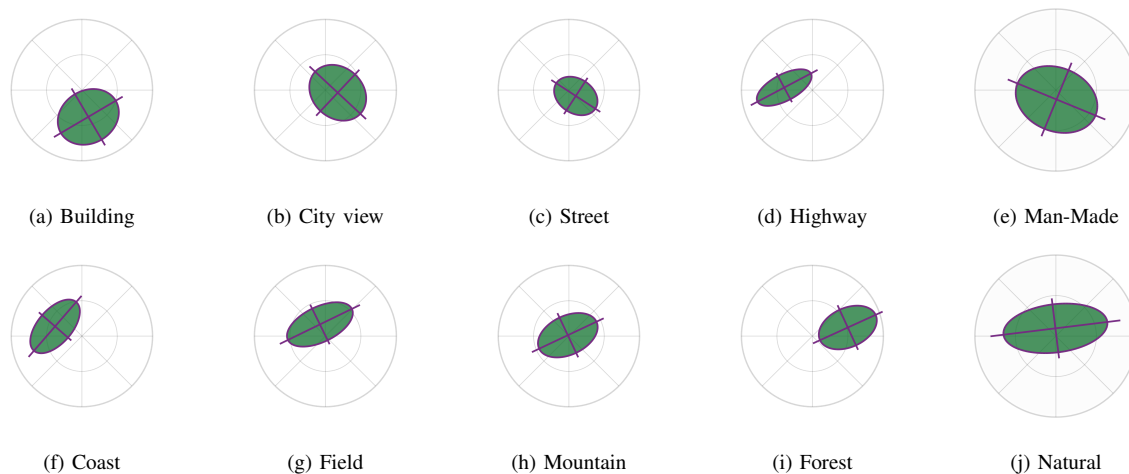 (a) Building
(b) City view
(c) Street
(d) Highway
(e) Man-Made
(f) Coast
(g) Field
(h) Mountain
(i) Forest
(j) Natural